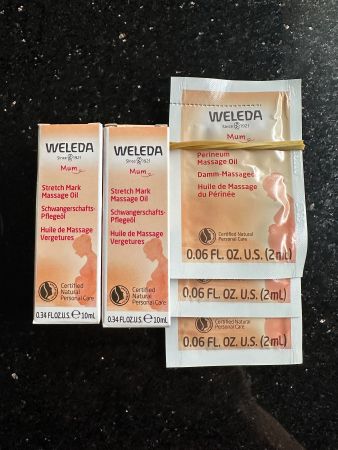 WELEDA
Since 1921
Mum
Stretch Mark
Massage Oil
Schwangerschafts-
Pflegeöl
Huile de Massage
Vergetures
Certified
Natural
Personal Care
0.34 FL.OZ.U.S. ℮ 10mL
WELEDA
Since 1921
Mum
Stretch Mark
Massage Oil
Schwangerschafts-
Pflegeöl
Huile de Massage
Vergetures
Certified
Natural
Personal Care
0.34 FL.OZ.U.S. ℮ 10mL
WELEDA
Since 1921
Mum
Perineum
Massage Oil
Damm-Massageöl
Huile de Massage
du Périnée
Certified Natural
Personal Care
0.06 FL. OZ. U.S. (2mL)
Personal Care
0.06 FL. OZ. U.S. (2mL)
Certified Natural
Personal Care
0.06 FL. OZ. U.S. (2mL)